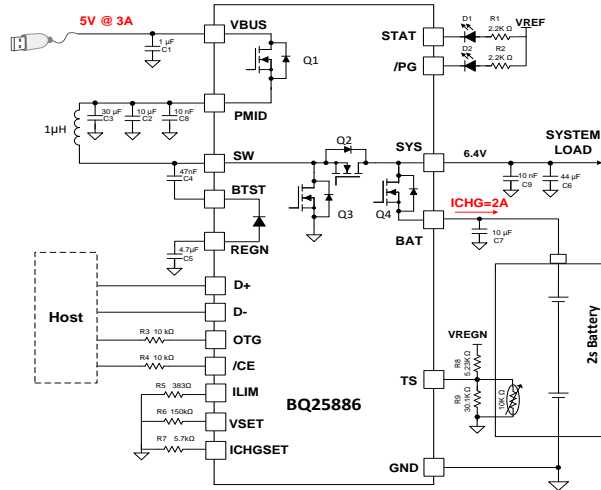 5V @ 3A
VBUS
1 µF
C1
Q1
STAT
D1
R1
2.2K Ω
VREF
/PG
D2
R2
2.2K Ω
PMID
30 µF
C3
10 µF
C2
10 nF
C8
1µH
SW
Q2
SYS
6.4V
SYSTEM
LOAD
10 nF
C9
44 µF
C6
47nF
C4
BTST
Q3
Q4
ICHG=2A
BAT
10 µF
C7
REGN
4.7µF
C5
D+
D-
Host
R3 10 kΩ
OTG
R4 10 kΩ
/CE
R5 383Ω
ILIM
R6 150kΩ
VSET
R7 5.7kΩ
ICHGSET
BQ25886
VREGN
R8
5.23KΩ
TS
R9
30.1KΩ
10KΩ
2s Battery
GND